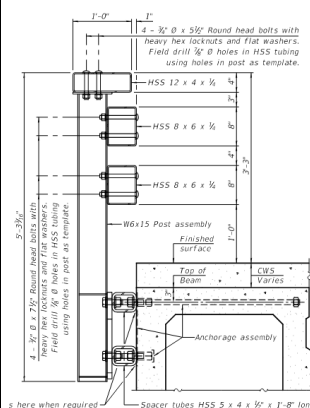 1'-0"
1"
4 - ¾" Ø x 5½" Round head bolts with
heavy hex locknuts and flat washers.
Field drill ⅞" Ø holes in HSS tubing
using holes in post as template.
HSS 12 x 4 x ¼
4"
3"
HSS 8 x 6 x ¼
8"
4"
HSS 8 x 6 x ¼
8"
3'-3"
1'-0"
5'-3
4 - ¾" Ø x 7½" Round head bolts with
heavy hex locknuts and flat washers.
Field drill ⅞" Ø holes in HSS tubing
using holes in post as template.
W6x15 Post assembly
Finished
surface
Top of
Beam
CWS
Varies
Anchorage assembly
s here when required
Spacer tubes HSS 5 x 4 x x 1'-8" lon